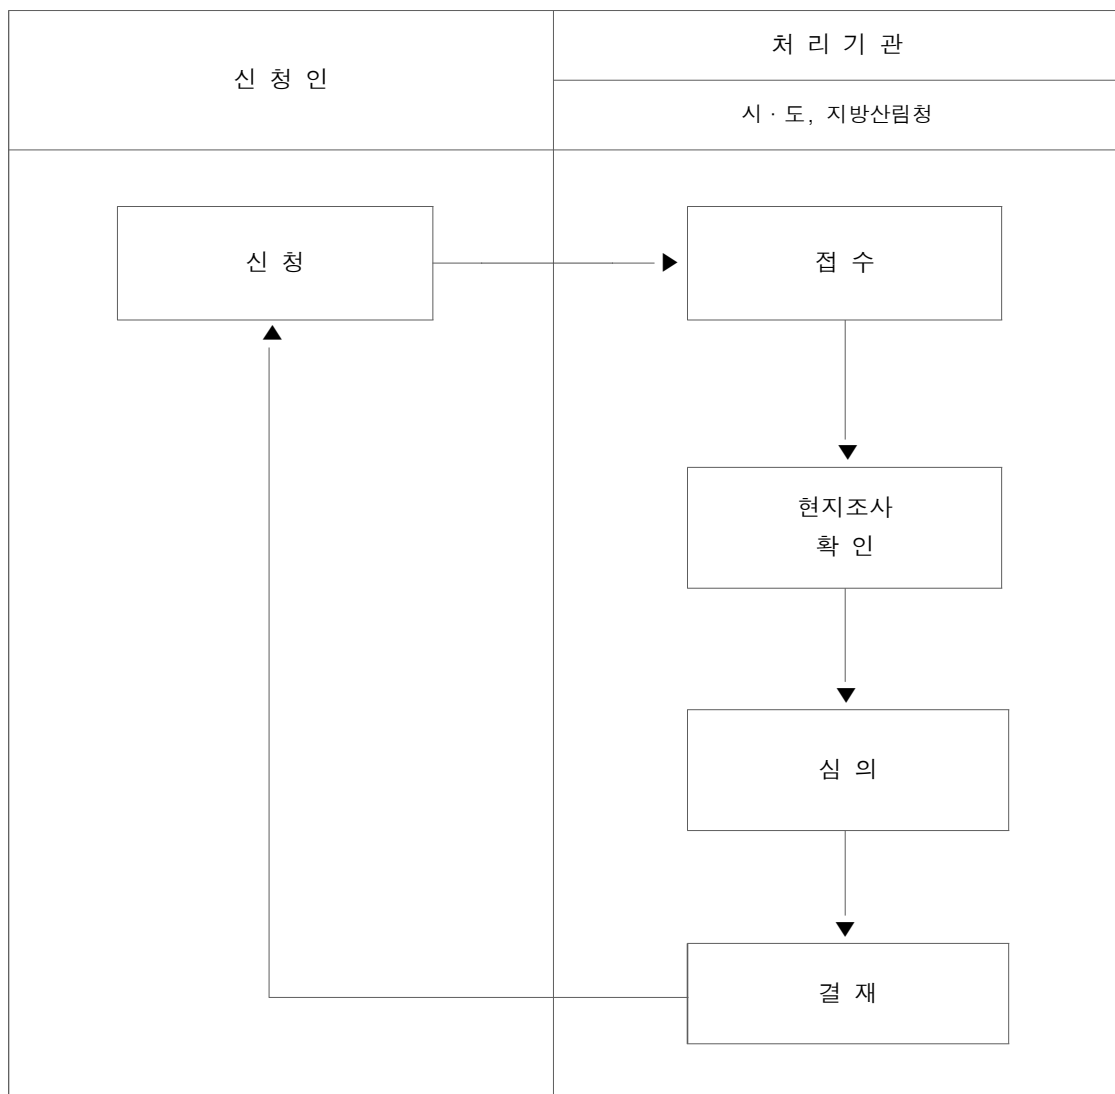 신 청 인
처 리 기 관
시 · 도, 지방산림청
신 청
접 수
현지조사
확 인
심 의
결 재